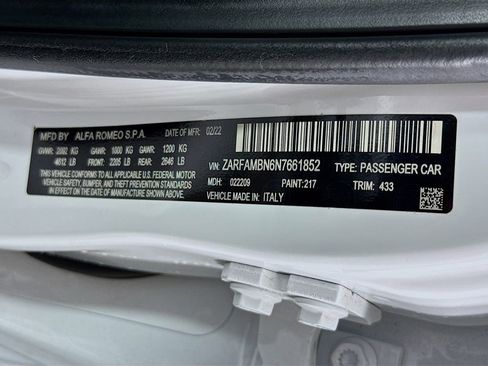 MFD BY ALFA ROMEO S.P.A. DATE OF MFR: 02/22
GVWR: 2092 KG GAWR: 1000 KG GAWR: 1200 KG
4612 LB FRONT: 2205 LB REAR: 2646 LB
THIS VEHICLE CONFORMS TO ALL APPLICABLE U.S. FEDERAL MOTOR
VEHICLE SAFETY, BUMPER, AND THEFT PREVENTION STANDARDS
IN EFFECT ON THE DATE OF MANUFACTURE SHOWN ABOVE.
VIN: ZARFAMBN6N7661852 TYPE: PASSENGER CAR
MDH: 022209 PAINT: 217 TRIM: 433
VEHICLE MADE IN: ITALY